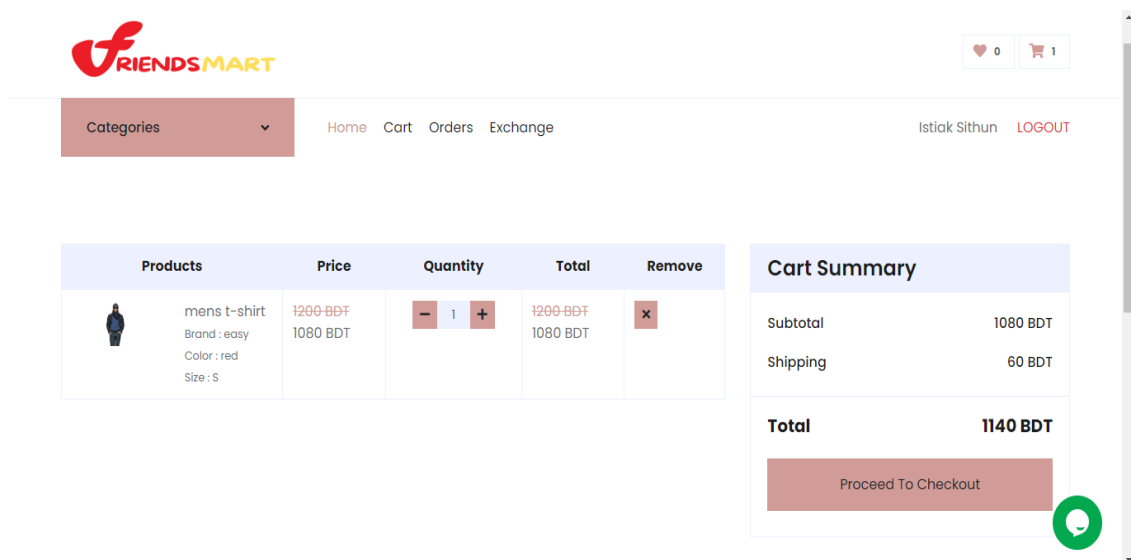 FRIENDSMART
0 1
Categories Home Cart Orders Exchange Istiak Sithun LOGOUT
Products Price Quantity Total Remove
mens t-shirt 1200 BDT 1 1200 BDT
Brand : easy 1080 BDT 1080 BDT
Color : red
Size : S
Cart Summary
Subtotal 1080 BDT
Shipping 60 BDT
Total 1140 BDT
Proceed To Checkout